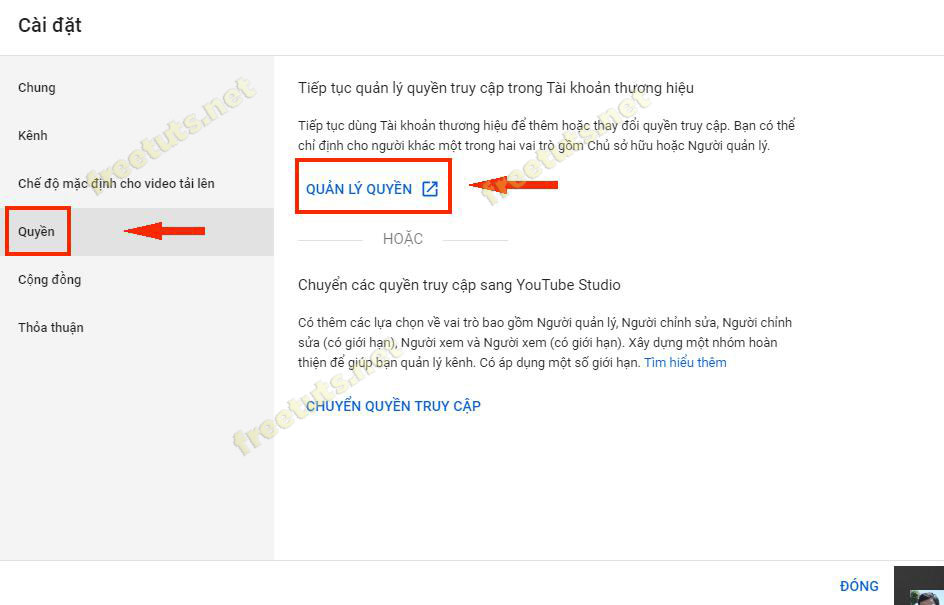 Cài đặt
Chung
Kênh
Chế độ mặc định cho video tải lên
Quyền
Cộng đồng
Thỏa thuận
Tiếp tục quản lý quyền truy cập trong Tài khoản thương hiệu
Tiếp tục dùng Tài khoản thương hiệu để thêm hoặc thay đổi quyền truy cập. Bạn có thể
chỉ định cho người khác một trong hai vai trò gồm Chủ sở hữu hoặc Người quản lý.
QUẢN LÝ QUYỀN
HOẶC
Chuyển các quyền truy cập sang YouTube Studio
Có thêm các lựa chọn về vai trò bao gồm Người quản lý, Người chỉnh sửa, Người chỉnh
sửa (có giới hạn), Người xem và Người xem (có giới hạn). Xây dựng một nhóm hoàn
thiện để giúp bạn quản lý kênh. Có áp dụng một số giới hạn. Tìm hiểu thêm
CHUYỂN QUYỀN TRUY CẬP
ĐÓNG
freetuts.net
freetuts.net
freetuts.net